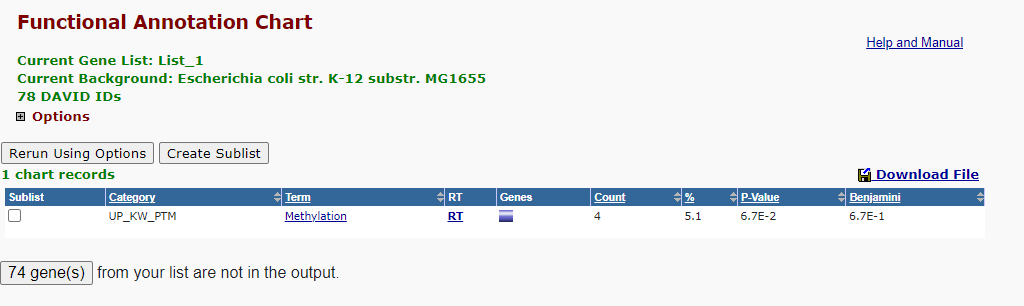 Functional Annotation Chart
Help and Manual
Current Gene List: List_1
Current Background: Escherichia coli str. K-12 substr. MG1655
78 DAVID IDs
Options
Rerun Using Options Create Sublist
1 chart records Download File
Sublist Category Term RT Genes Count % P-Value Benjamini
UP_KW_PTM Methylation RT 4 5.1 6.7E-2 6.7E-1
74 gene(s) from your list are not in the output.